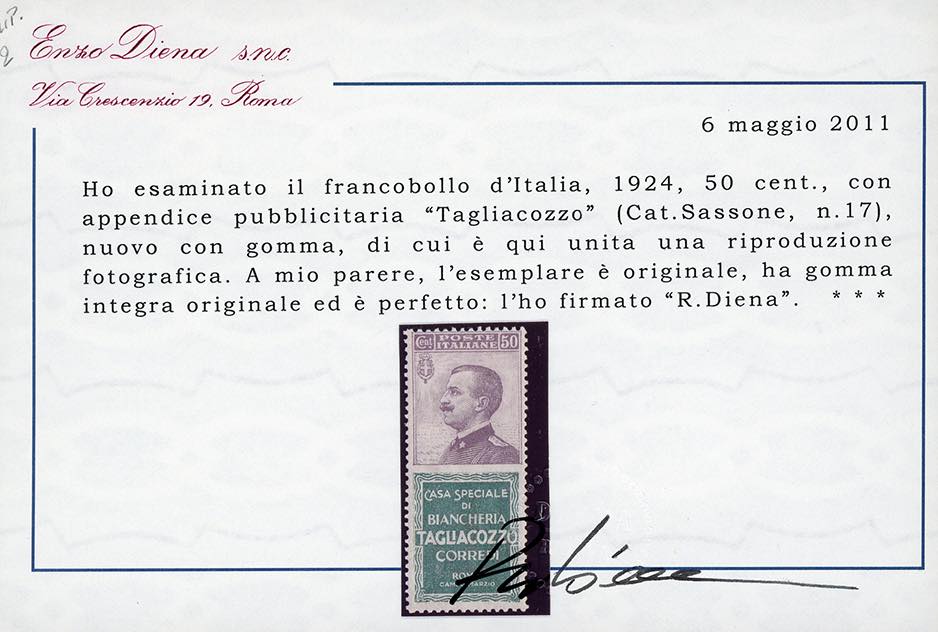 Enzo Diena s.n.c.
Via Crescenzio 19, Roma
6 maggio 2011
Ho esaminato il francobollo d'Italia, 1924, 50 cent., con
appendice pubblicitaria “Tagliacozzo” (Cat.Sassone, n.17),
nuovo con gomma, di cui è qui unita una riproduzione
fotografica. A mio parere, l'esemplare è originale, ha gomma
integra originale ed è perfetto: l'ho firmato “R.Diena”. * * *
Cent POSTE ITALIANE 50
CASA SPECIALE
DI
BIANCHERIA
TAGLIACOZZO
CORREDI